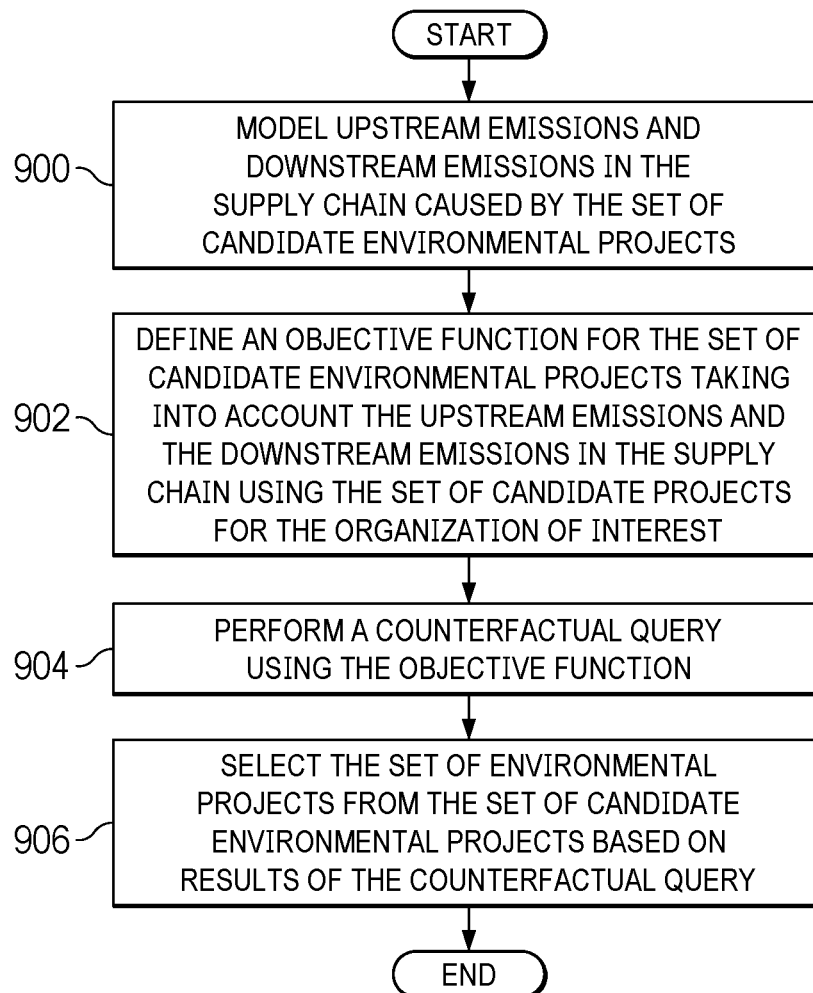 START
900
MODEL UPSTREAM EMISSIONS AND
DOWNSTREAM EMISSIONS IN THE
SUPPLY CHAIN CAUSED BY THE SET OF
CANDIDATE ENVIRONMENTAL PROJECTS
902
DEFINE AN OBJECTIVE FUNCTION FOR THE SET OF
CANDIDATE ENVIRONMENTAL PROJECTS TAKING
INTO ACCOUNT THE UPSTREAM EMISSIONS AND
THE DOWNSTREAM EMISSIONS IN THE SUPPLY
CHAIN USING THE SET OF CANDIDATE PROJECTS
FOR THE ORGANIZATION OF INTEREST
904
PERFORM A COUNTERFACTUAL QUERY
USING THE OBJECTIVE FUNCTION
906
SELECT THE SET OF ENVIRONMENTAL
PROJECTS FROM THE SET OF CANDIDATE
ENVIRONMENTAL PROJECTS BASED ON
RESULTS OF THE COUNTERFACTUAL QUERY
END